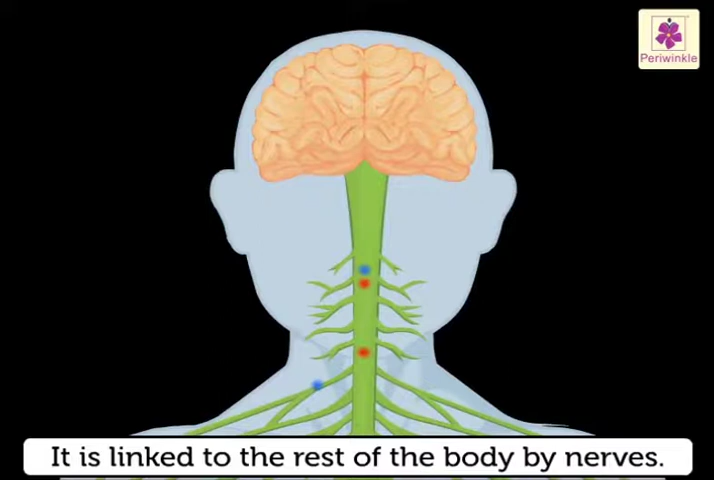 Periwinkle
It is linked to the rest of the body by nerves.